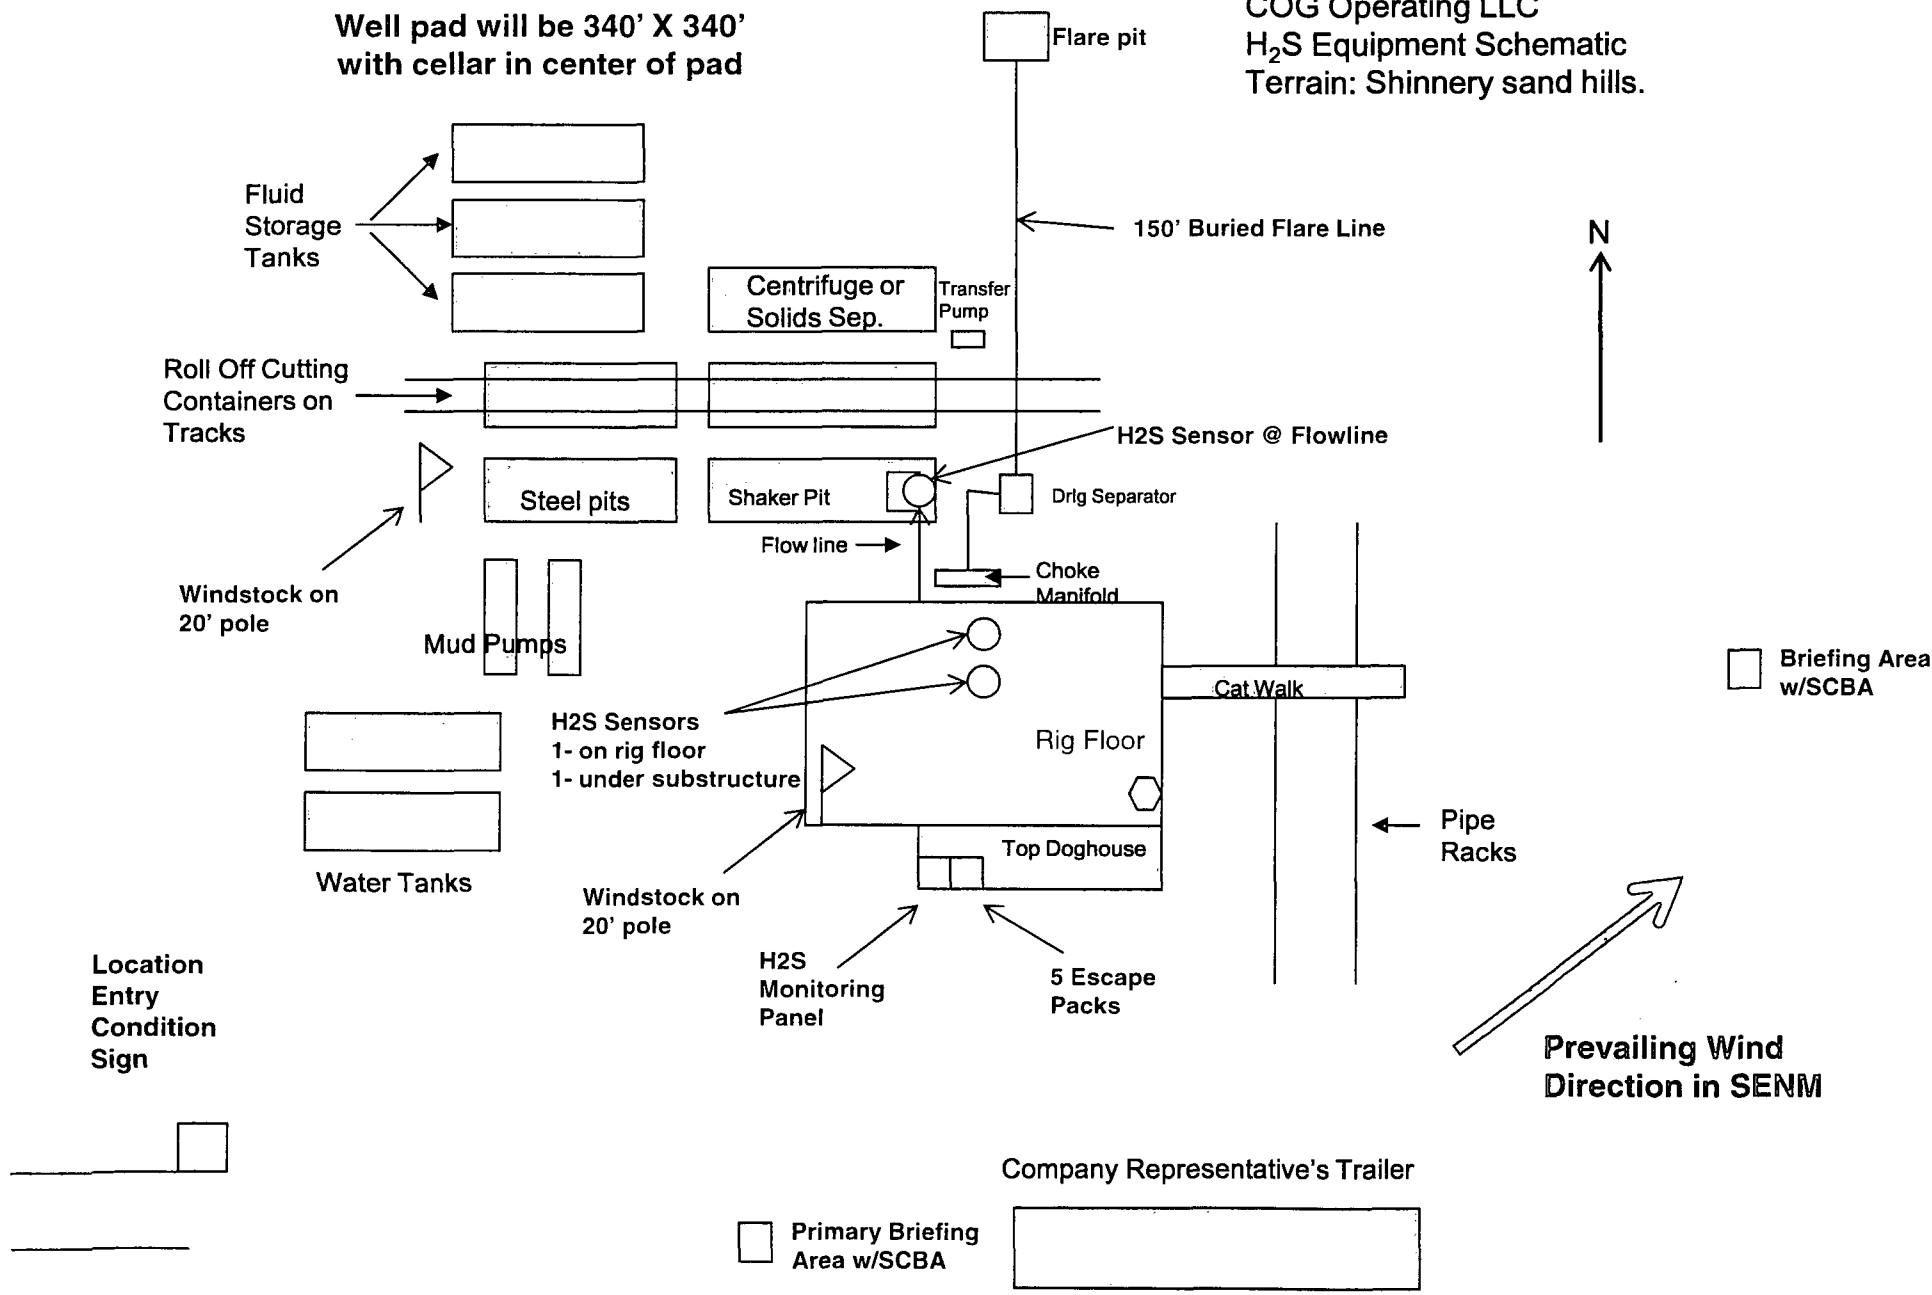 Well pad will be 340’ X 340’
with cellar in center of pad
Flare pit
COG Operating LLC
H₂S Equipment Schematic
Terrain: Shinnery sand hills.
Fluid
Storage
Tanks
150’ Buried Flare Line
N
Centrifuge or
Solids Sep.
Transfer
Pump
Roll Off Cutting
Containers on
Tracks
H2S Sensor @ Flowline
Steel pits
Shaker Pit
Drlg Separator
Flow line
Choke
Manifold
Windstock on
20’ pole
Mud Pumps
Cat Walk
Briefing Area
w/SCBA
H2S Sensors
1- on rig floor
1- under substructure
Rig Floor
Pipe
Racks
Top Doghouse
Water Tanks
Windstock on
20’ pole
H2S
Monitoring
Panel
5 Escape
Packs
Location
Entry
Condition
Sign
Prevailing Wind
Direction in SENM
Company Representative’s Trailer
Primary Briefing
Area w/SCBA